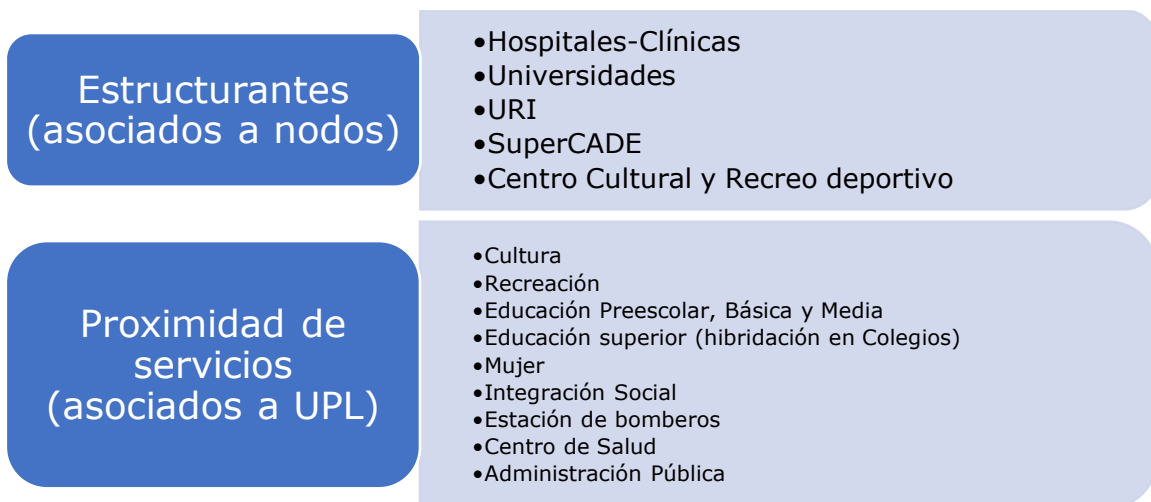 Estructurantes
(asociados a nodos)
•Hospitales-Clínicas
•Universidades
•URI
•SuperCADE
•Centro Cultural y Recreo deportivo
Proximidad de
servicios
(asociados a UPL)
•Cultura
•Recreación
•Educación Preescolar, Básica y Media
•Educación superior (hibridación en Colegios)
•Mujer
•Integración Social
•Estación de bomberos
•Centro de Salud
•Administración Pública